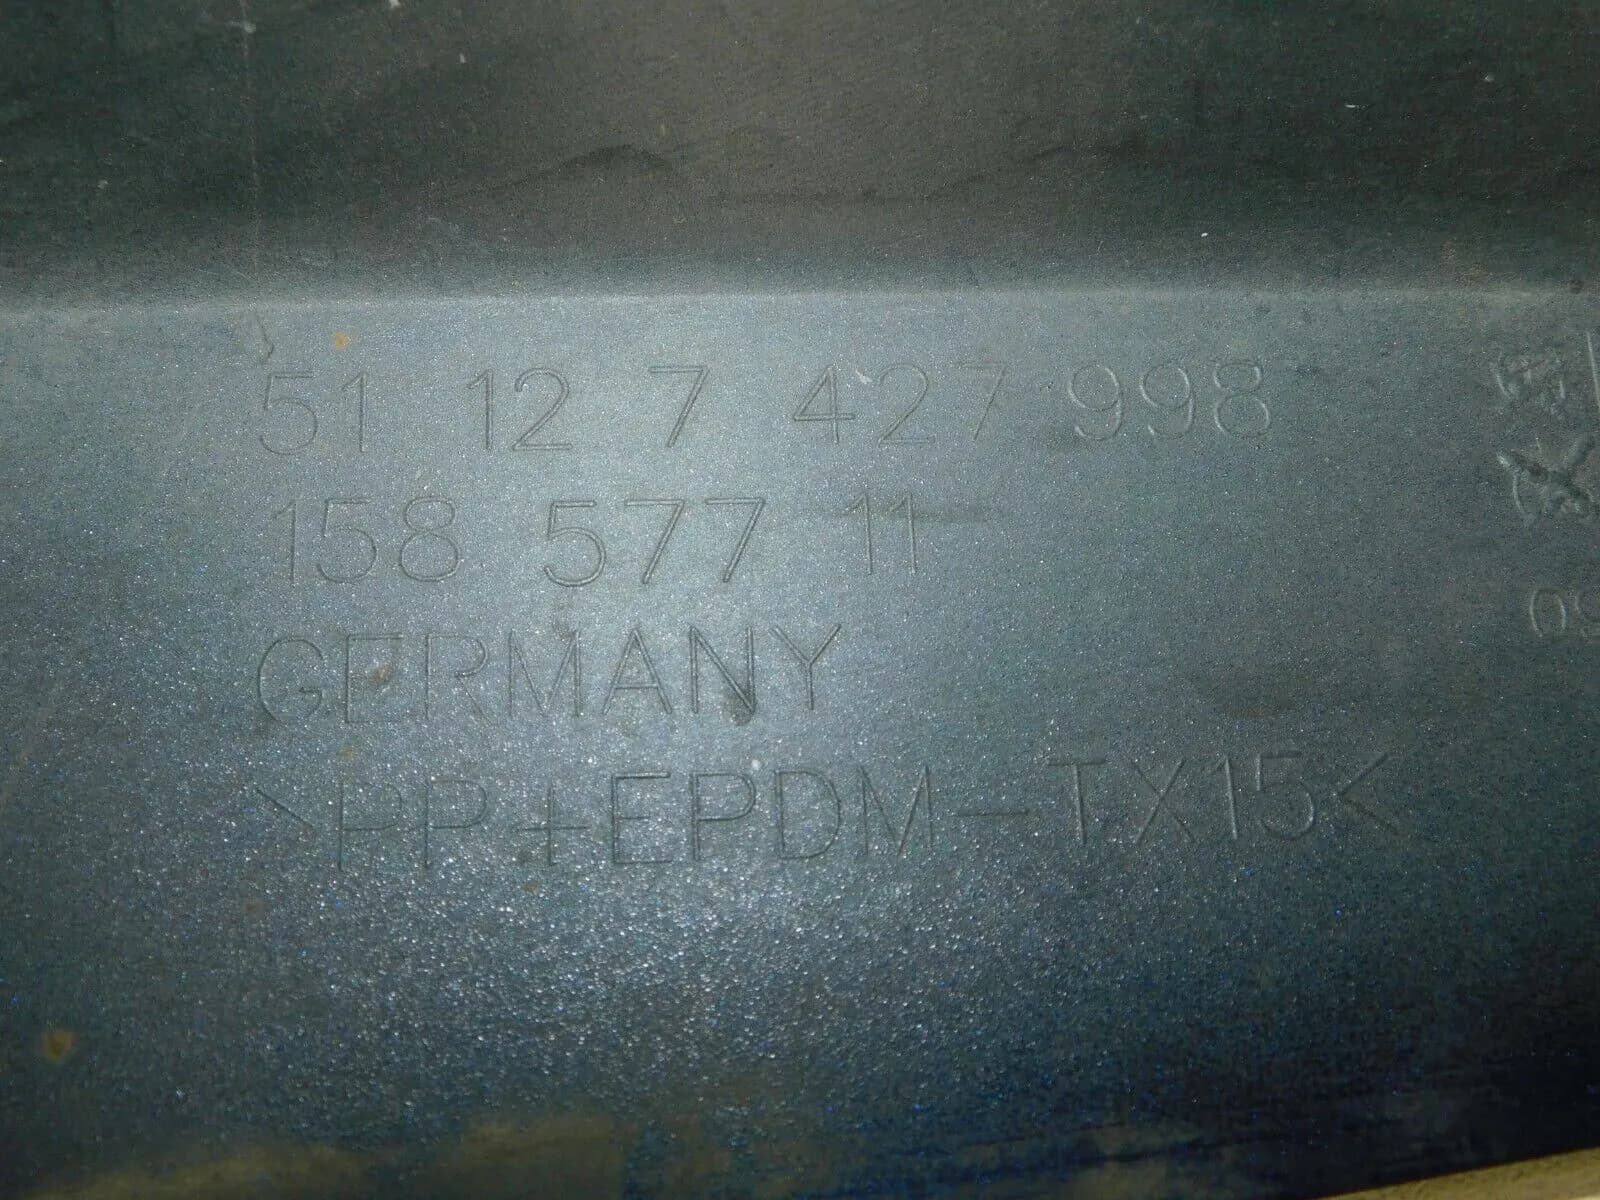 51 12 7 427 998
158 577 11
GERMANY
>PP+EPDM-TX15<